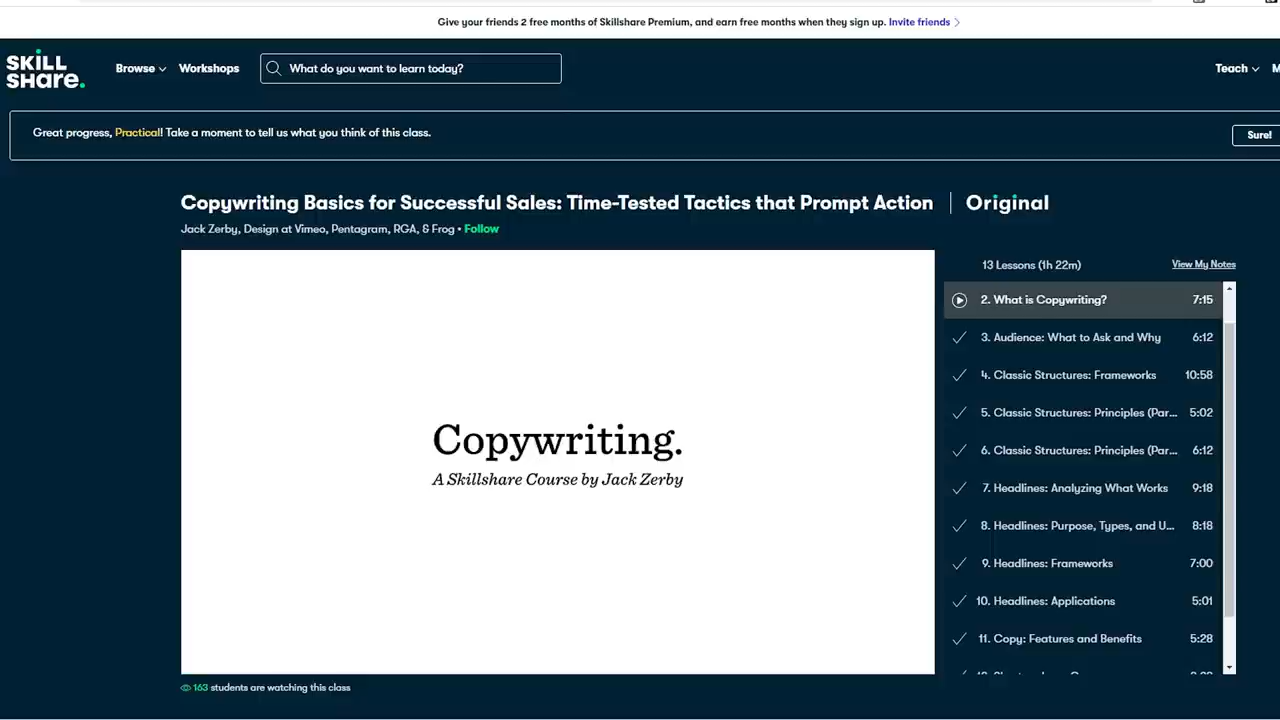 Give your friends 2 free months of Skillshare Premium, and earn free months when they sign up. Invite friends
SKILL
SHARE.
Browse
Workshops
What do you want to learn today?
Teach
Great progress, Practical! Take a moment to tell us what you think of this class.
Sure!
Copywriting Basics for Successful Sales: Time-Tested Tactics that Prompt Action | Original
Jack Zerby, Design at Vimeo, Pentagram, RGA, & Frog • Follow
13 Lessons (1h 22m)
View My Notes
2. What is Copywriting? 7:15
3. Audience: What to Ask and Why 6:12
4. Classic Structures: Frameworks 10:58
5. Classic Structures: Principles (Par... 5:02
6. Classic Structures: Principles (Par... 6:12
7. Headlines: Analyzing What Works 9:18
8. Headlines: Purpose, Types, and U... 8:18
9. Headlines: Frameworks 7:00
10. Headlines: Applications 5:01
11. Copy: Features and Benefits 5:28
Copywriting.
A Skillshare Course by Jack Zerby
163 students are watching this class